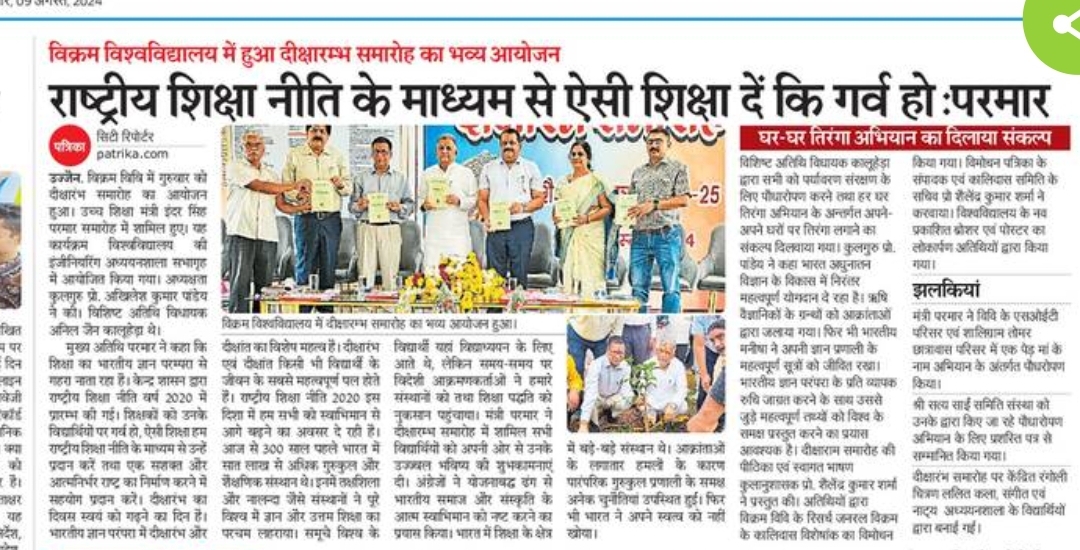 विक्रम विश्वविद्यालय में हुआ दीक्षारम्भ समारोह का भव्य आयोजन
राष्ट्रीय शिक्षा नीति के माध्यम से ऐसी शिक्षा दें कि गर्व हो :परमार
पत्रिका
सिटी रिपोर्टर
patrika.com
उज्जैन. विक्रम विवि में गुरुवार को
दीक्षारंभ समारोह का आयोजन
हुआ। उच्च शिक्षा मंत्री इंदर सिंह
परमार समारोह में शामिल हुए। यह
कार्यक्रम विश्वविद्यालय की
इंजीनियरिंग अध्ययनशाला सभागृह
में आयोजित किया गया। अध्यक्षता
कुलगुरु प्रो. अखिलेश कुमार पांडेय
ने की। विशिष्ट अतिथि विधायक
अनिल जैन कालूहेड़ा थे।
मुख्य अतिथि परमार ने कहा कि
शिक्षा का भारतीय ज्ञान परम्परा से
गहरा नाता रहा है। केन्द्र शासन द्वारा
राष्ट्रीय शिक्षा नीति वर्ष 2020 में
प्रारम्भ की गई। शिक्षकों को उनके
विद्यार्थियों पर गर्व हो, ऐसी शिक्षा हम
राष्ट्रीय शिक्षा नीति के माध्यम से उन्हें
प्रदान करें तथा एक सशक्त और
आत्मनिर्भर राष्ट्र का निर्माण करने में
सहयोग प्रदान करें। दीक्षारंभ का
दिवस स्वयं को गढ़ने का दिन है।
भारतीय ज्ञान परंपरा में दीक्षारंभ और
विक्रम विश्वविद्यालय में दीक्षारम्भ समारोह का भव्य आयोजन हुआ।
दीक्षांत का विशेष महत्व है। दीक्षारंभ
एवं दीक्षांत किसी भी विद्यार्थी के
जीवन के सबसे महत्वपूर्ण पल होते
हैं। राष्ट्रीय शिक्षा नीति 2020 इस
दिशा में हम सभी को स्वाभिमान से
आगे बढ़ने का अवसर दे रही है।
आज से 300 साल पहले भारत में
सात लाख से अधिक गुरुकुल और
शैक्षणिक संस्थान थे। इनमें तक्षशिला
और नालन्दा जैसे संस्थानों ने पूरे
विश्व में ज्ञान और उत्तम शिक्षा का
परचम लहराया। समूचे विश्व के
विद्यार्थी यहां विद्याध्ययन के लिए
आते थे, लेकिन समय-समय पर
विदेशी आक्रमणकर्ताओं ने हमारे
संस्थानों को तथा शिक्षा पद्धति को
नुकसान पहुंचाया। मंत्री परमार ने
दीक्षारम्भ समारोह में शामिल सभी
विद्यार्थियों को अपनी ओर से उनके
उज्ज्वल भविष्य की शुभकामनाएं
दी। अंग्रेजों ने योजनाबद्ध ढंग से
भारतीय समाज और संस्कृति के
आत्म स्वाभिमान को नष्ट करने का
प्रयास किया। भारत में शिक्षा के क्षेत्र
में बड़े-बड़े संस्थान थे। आक्रांताओं
के लगातार हमलों के कारण
पारंपरिक गुरुकुल प्रणाली के समक्ष
अनेक चुनौतियां उपस्थित हुई। फिर
भी भारत ने अपने स्वत्व को नहीं
खोया।
घर-घर तिरंगा अभियान का दिलाया संकल्प
विशिष्ट अतिथि विधायक कालूहेड़ा
द्वारा सभी को पर्यावरण संरक्षण के
लिए पौधारोपण करने तथा हर घर
तिरंगा अभियान के अन्तर्गत अपने-
अपने घरों पर तिरंगा लगाने का
संकल्प दिलवाया गया। कुलगुरु प्रो.
पांडेय ने कहा भारत अधुनातन
विज्ञान के विकास में निरंतर
महत्वपूर्ण योगदान दे रहा है। ऋषि
वैज्ञानिकों के ग्रन्थों को आक्रांताओं
द्वारा जलाया गया। फिर भी भारतीय
मनीषा ने अपनी ज्ञान प्रणाली के
महत्वपूर्ण सूत्रों को जीवित रखा।
भारतीय ज्ञान परंपरा के प्रति व्यापक
रुचि जाग्रत करने के साथ उससे
जुड़े महत्वपूर्ण तथ्यों को विश्व के
समक्ष प्रस्तुत करने का प्रयास
आवश्यक है। दीक्षाराम समारोह की
पीठिका एवं स्वागत भाषण
कुलानुशासक प्रो. शैलेंद्र कुमार शर्मा
ने प्रस्तुत की। अतिथियों द्वारा
विक्रम विवि के रिसर्च जनरल विक्रम
के कालिदास विशेषांक का विमोचन
किया गया। विमोचन पत्रिका के
संपादक एवं कालिदास समिति के
सचिव प्रो शैलेंद्र कुमार शर्मा ने
करवाया। विश्वविद्यालय के नव
प्रकाशित ब्रोशर एवं पोस्टर का
लोकार्पण अतिथियों द्वारा किया
गया।
झलकियां
मंत्री परमार ने विवि के एसओईटी
परिसर एवं शालिग्राम तोमर
छात्रावास परिसर में एक पेड़ मां के
नाम अभियान के अंतर्गत पौधरोपण
किया।
श्री सत्य साईं समिति संस्था को
उनके द्वारा किए जा रहे पौधारोपण
अभियान के लिए प्रशस्ति पत्र से
सम्मानित किया गया।
दीक्षारंभ समारोह पर केंद्रित रंगोली
चित्रण ललित कला, संगीत एवं
नाट्य अध्ययनशाला के विद्यार्थियों
द्वारा बनाई गई।